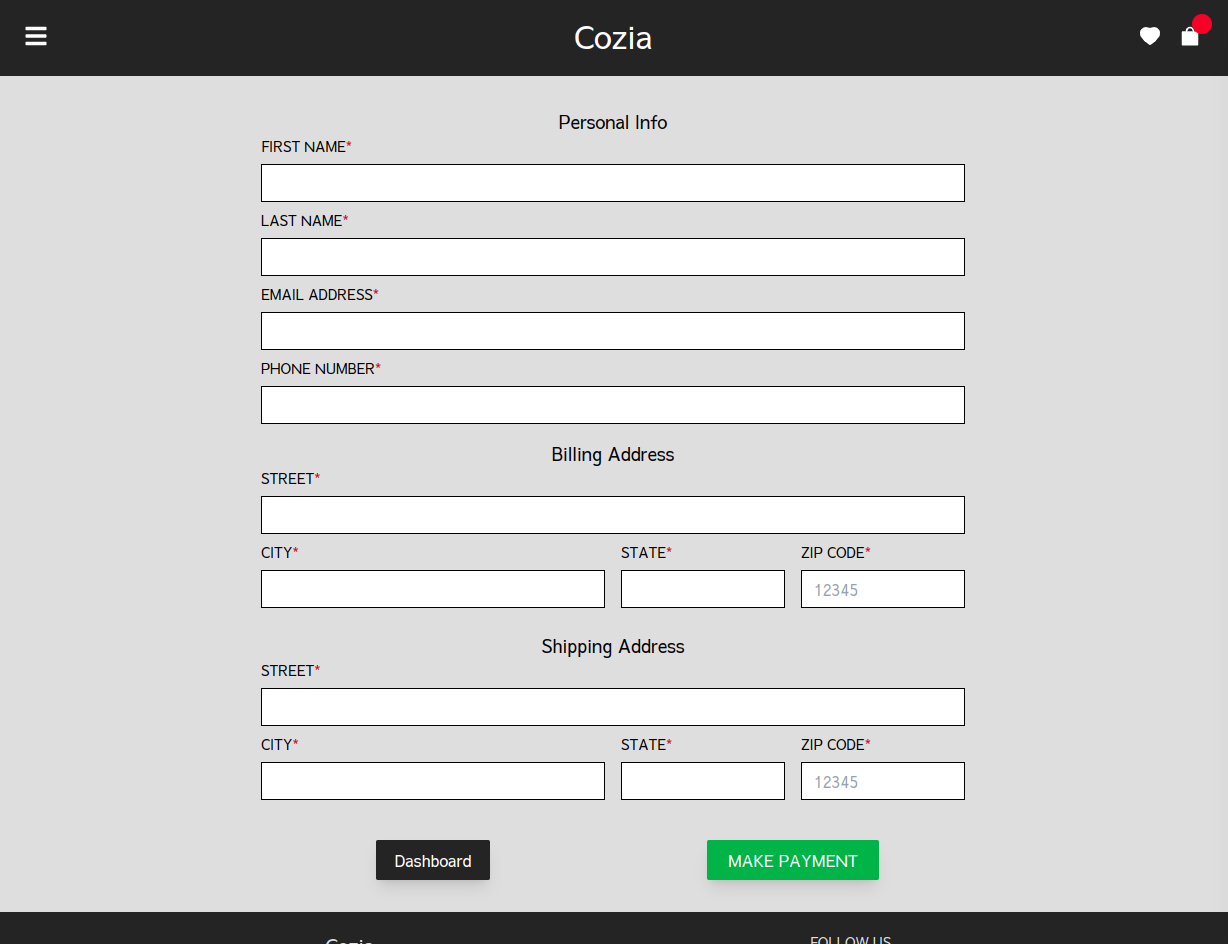 Cozia
Personal Info
FIRST NAME*
LAST NAME*
EMAIL ADDRESS*
PHONE NUMBER*
Billing Address
STREET*
CITY* STATE* ZIP CODE*
12345
Shipping Address
STREET*
CITY* STATE* ZIP CODE*
12345
Dashboard MAKE PAYMENT
Cozia FOLLOW US